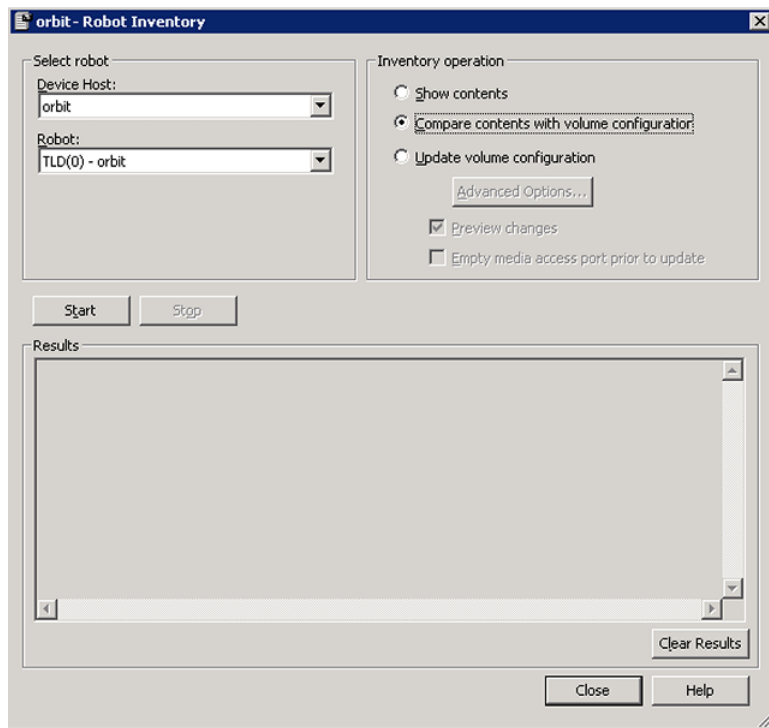 orbit - Robot Inventory
Select robot
Device Host:
orbit
Robot:
TLD(0) - orbit
Inventory operation
Show contents
Compare contents with volume configuration
Update volume configuration
Advanced Options...
Preview changes
Empty media access port prior to update
Start
Stop
Results
Clear Results
Close
Help